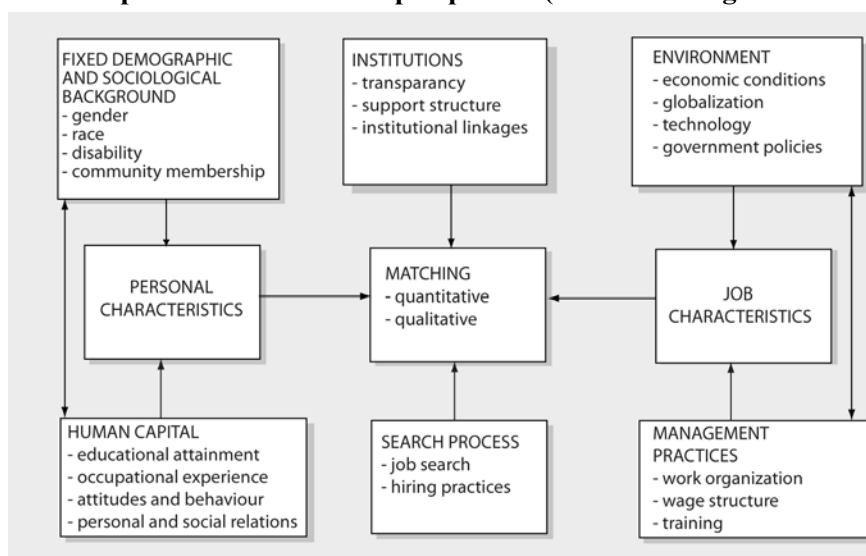 FIXED DEMOGRAPHIC
AND SOCIOLOGICAL
BACKGROUND
- gender
- race
- disability
- community membership
INSTITUTIONS
- transparancy
- support structure
- institutional linkages
ENVIRONMENT
- economic conditions
- globalization
- technology
- government policies
PERSONAL
CHARACTERISTICS
MATCHING
- quantitative
- qualitative
JOB
CHARACTERISTICS
HUMAN CAPITAL
- educational attainment
- occupational experience
- attitudes and behaviour
- personal and social relations
SEARCH PROCESS
- job search
- hiring practices
MANAGEMENT
PRACTICES
- work organization
- wage structure
- training